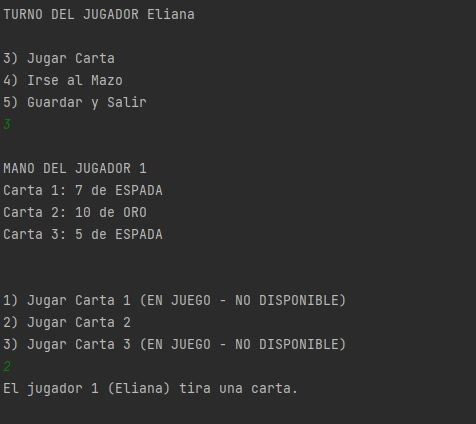 TURNO DEL JUGADOR Eliana
3) Jugar Carta
4) Irse al Mazo
5) Guardar y Salir
3
MANO DEL JUGADOR 1
Carta 1: 7 de ESPADA
Carta 2: 10 de ORO
Carta 3: 5 de ESPADA
1) Jugar Carta 1 (EN JUEGO - NO DISPONIBLE)
2) Jugar Carta 2
3) Jugar Carta 3 (EN JUEGO - NO DISPONIBLE)
2
El jugador 1 (Eliana) tira una carta.